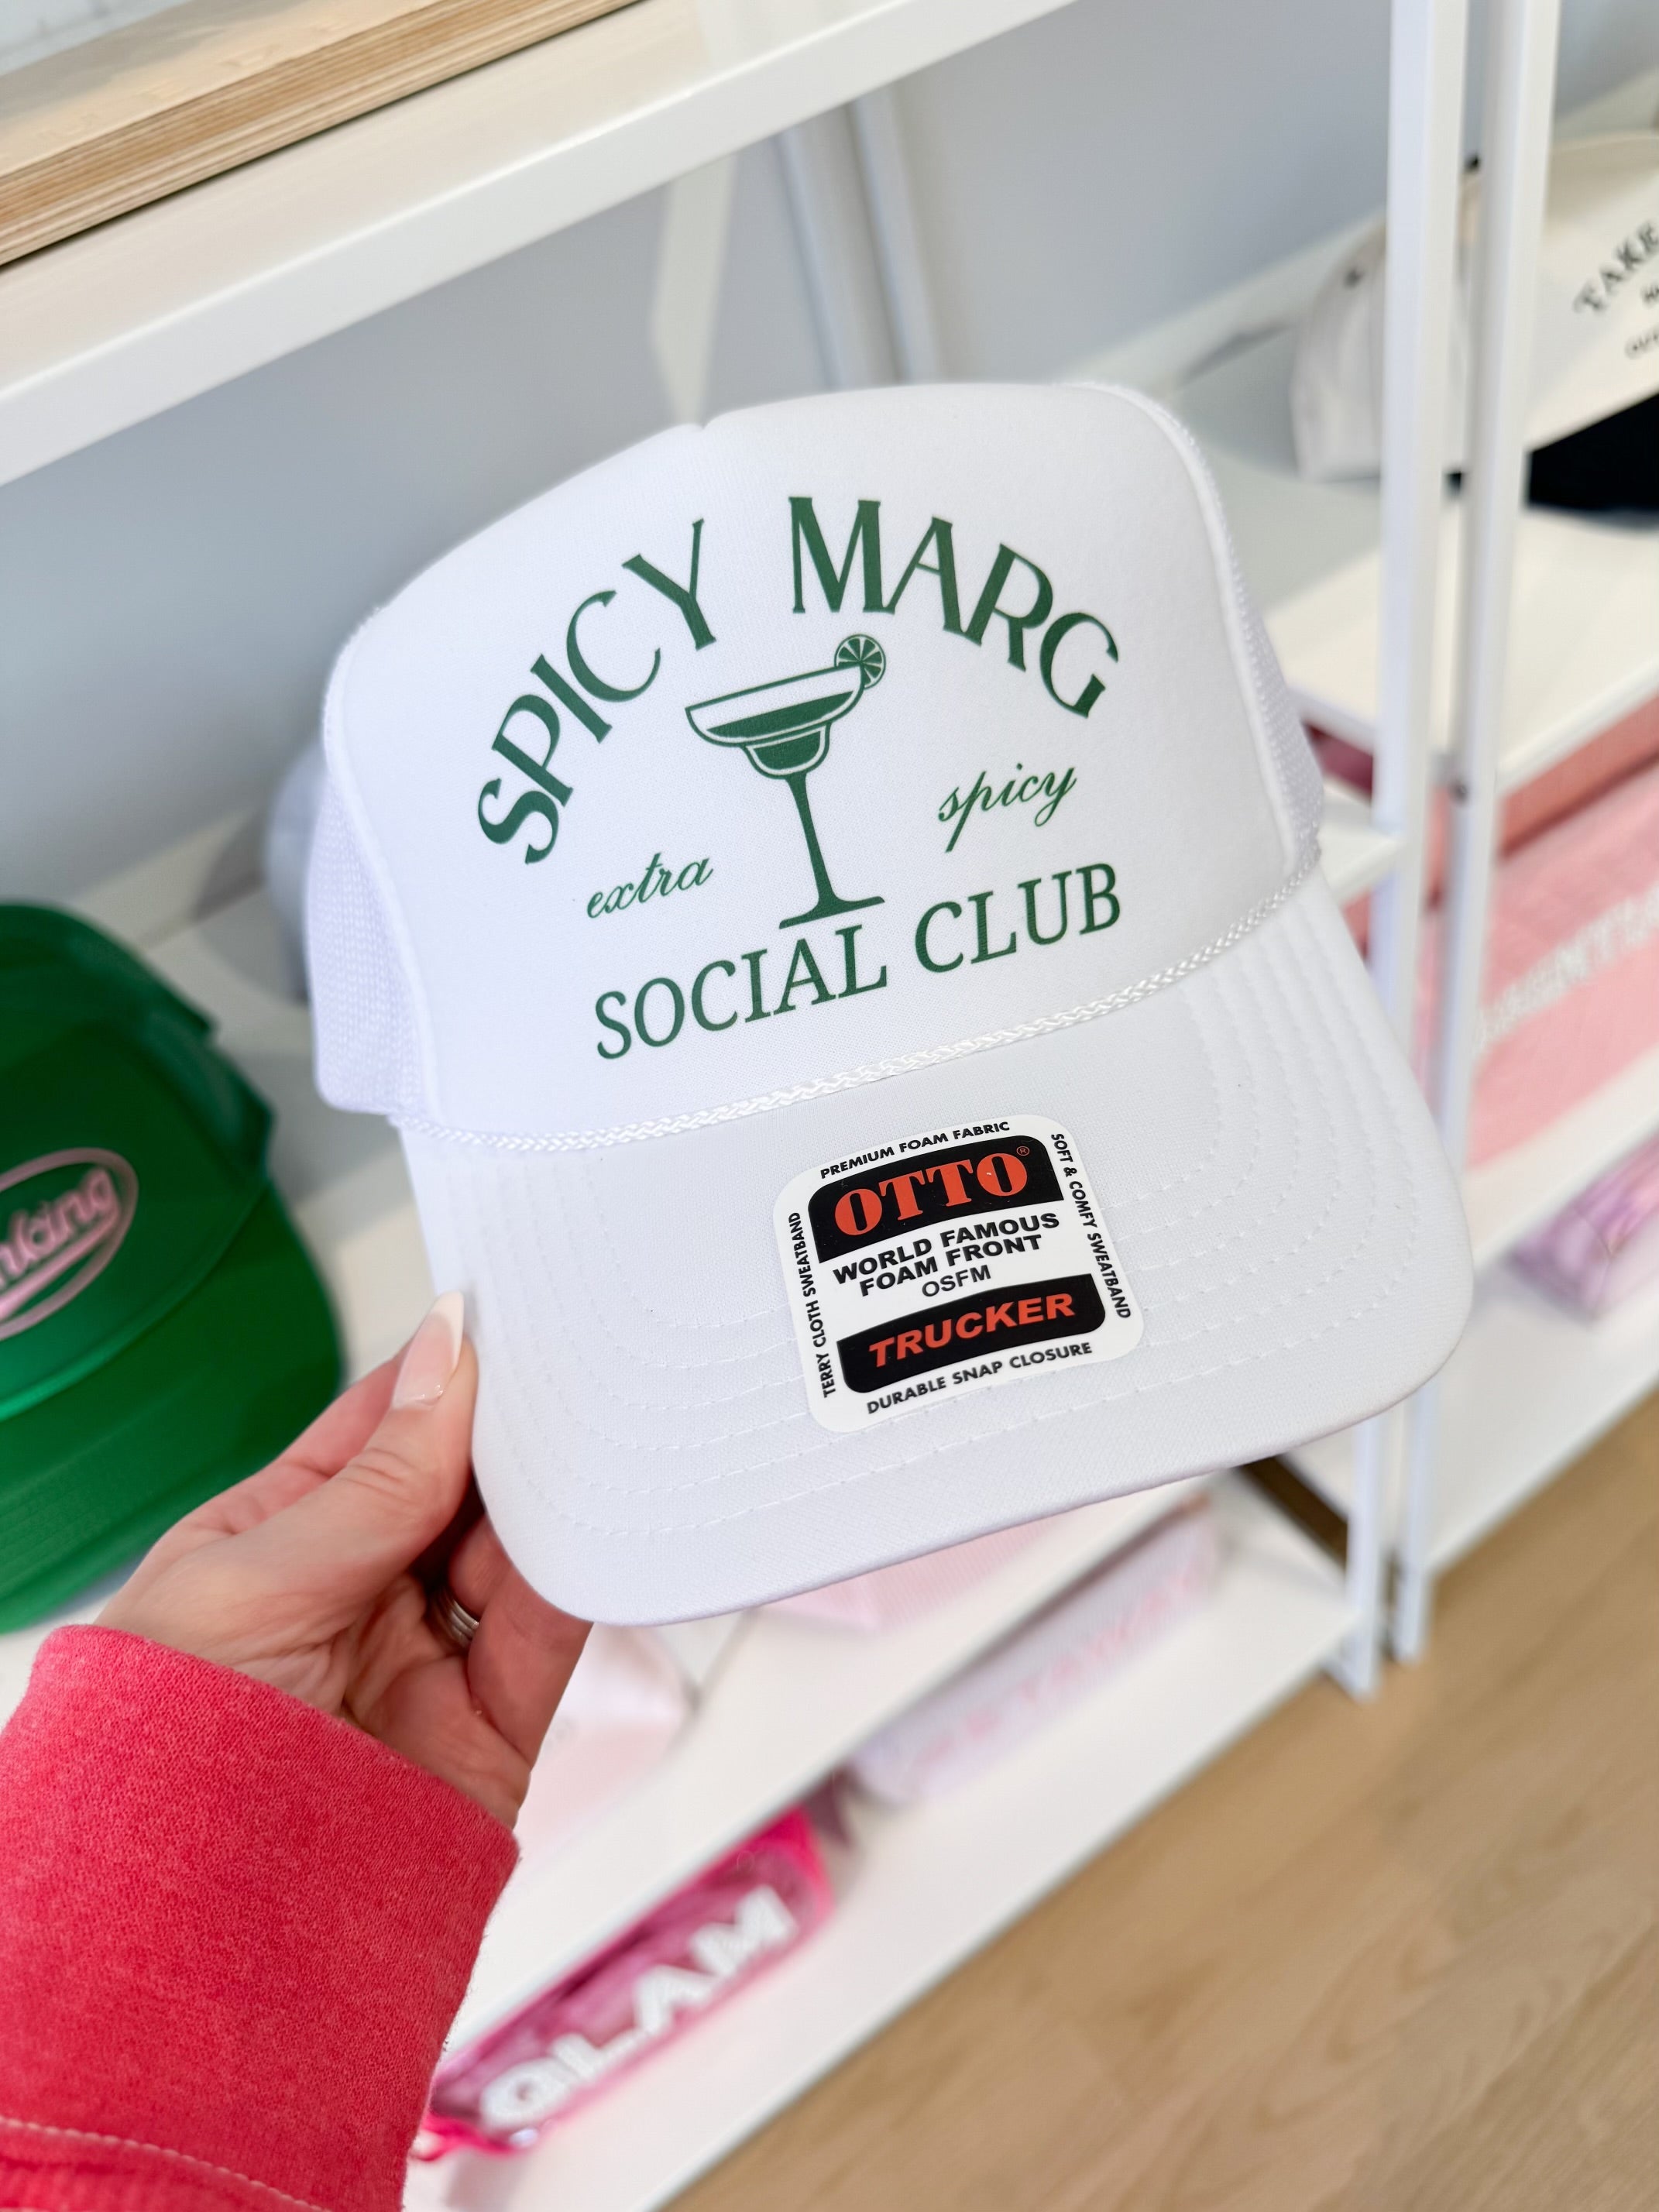 SPICY MARG
extra spicy
SOCIAL CLUB
PREMIUM FOAM FABRIC
OTTO®
WORLD FAMOUS
FOAM FRONT
OSFM
TRUCKER
DURABLE SNAP CLOSURE
TERRY CLOTH SWEATBAND
SOFT & COMFY SWEATBAND
TAKE
GLAM